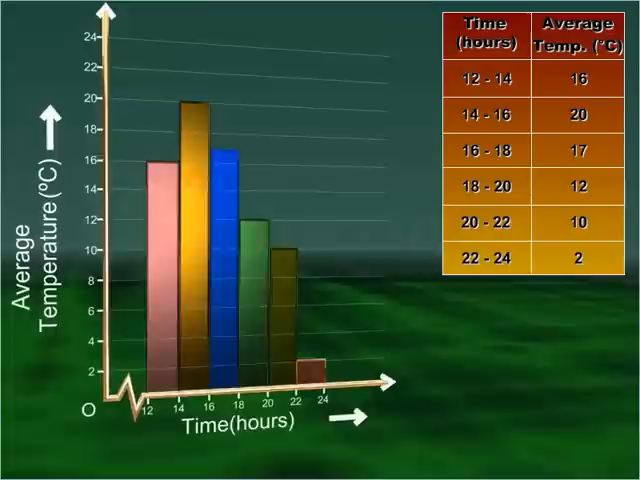 24
22
20
18
16
14
12
10
8
6
4
2
O
12 14 16 18 20 22 24
Average
Temperature(ºC)
Time(hours)
Time
(hours)
Average
Temp. (°C)
12 - 14 16
14 - 16 20
16 - 18 17
18 - 20 12
20 - 22 10
22 - 24 2